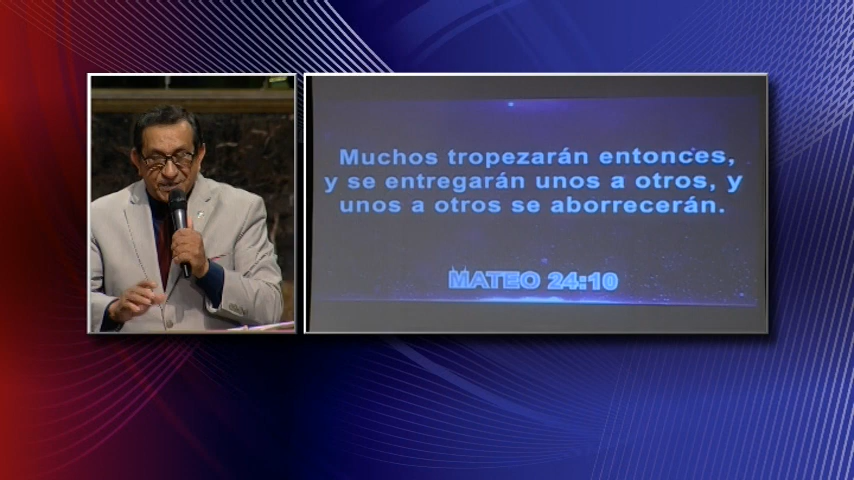 Muchos tropezarán entonces,
y se entregarán unos a otros, y
unos a otros se aborrecerán.
MATEO 24:10